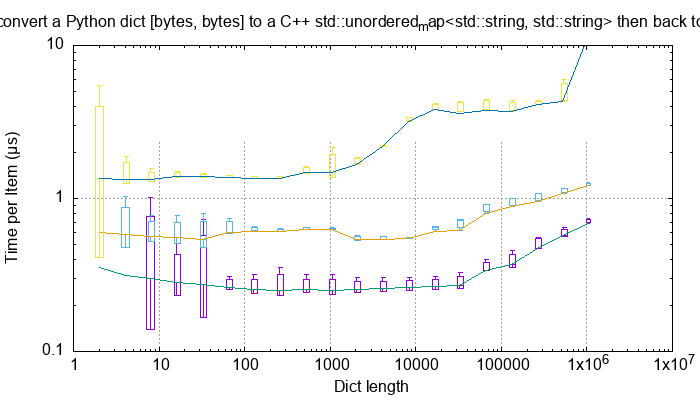 convert a Python dict [bytes, bytes] to a C++ std::unordered_map<std::string, std::string> then back to
10
1
0.1
Time per Item (µs)
1 10 100 1000 10000 100000 1x10^6 1x10^7
Dict length